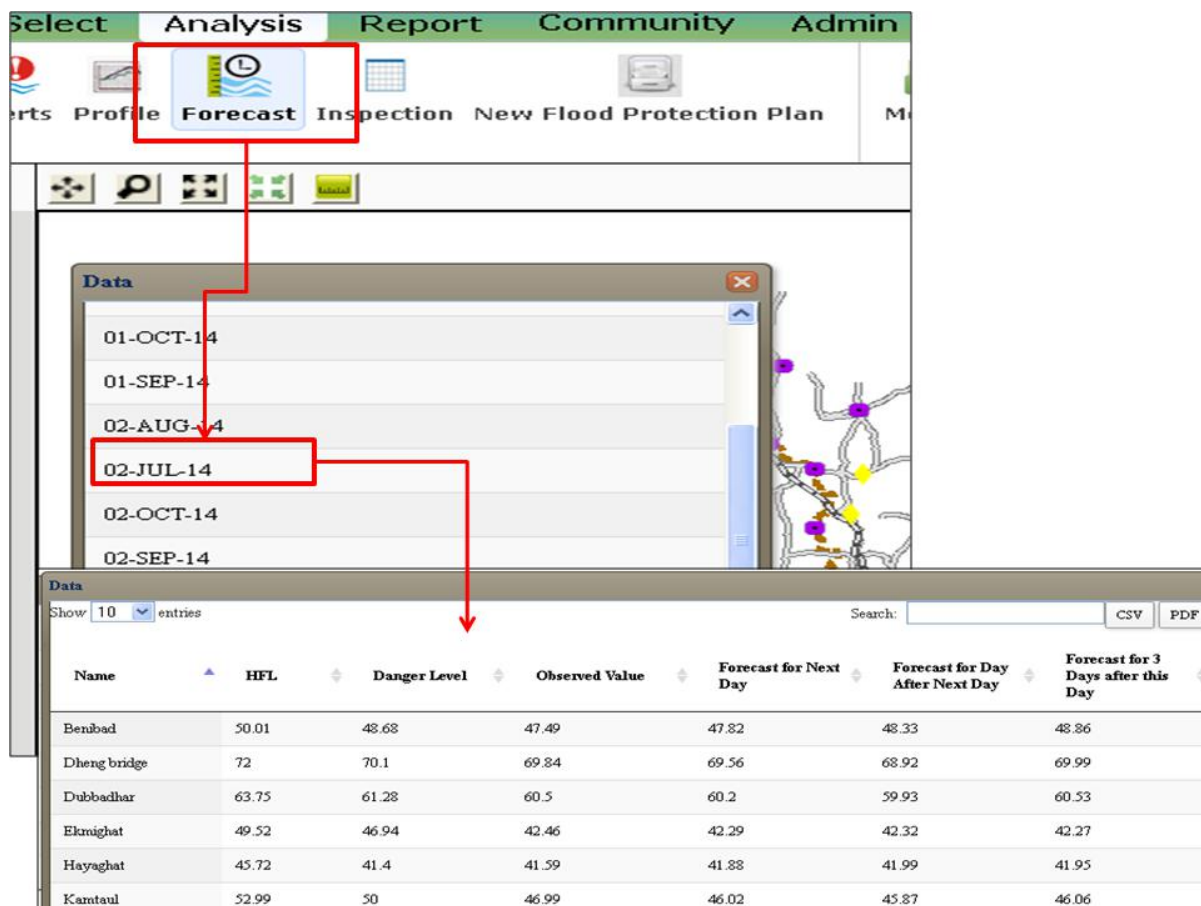 Select Analysis Report Community Admin
erts Profile Forecast Inspection New Flood Protection Plan M
Data
01-OCT-14
01-SEP-14
02-AUG-14
02-JUL-14
02-OCT-14
02-SEP-14
Data
Show 10 entries Search: CSV PDF
Name HFL Danger Level Observed Value Forecast for Next Day Forecast for Day After Next Day Forecast for 3 Days after this Day
Benibad 50.01 48.68 47.49 47.82 48.33 48.86
Dheng bridge 72 70.1 69.84 69.56 68.92 69.99
Dubbadhar 63.75 61.28 60.5 60.2 59.93 60.53
Ekmighat 49.52 46.94 42.46 42.29 42.32 42.27
Hayaghat 45.72 41.4 41.59 41.88 41.99 41.95
Kamtaul 52.99 50 46.99 46.02 45.87 46.06